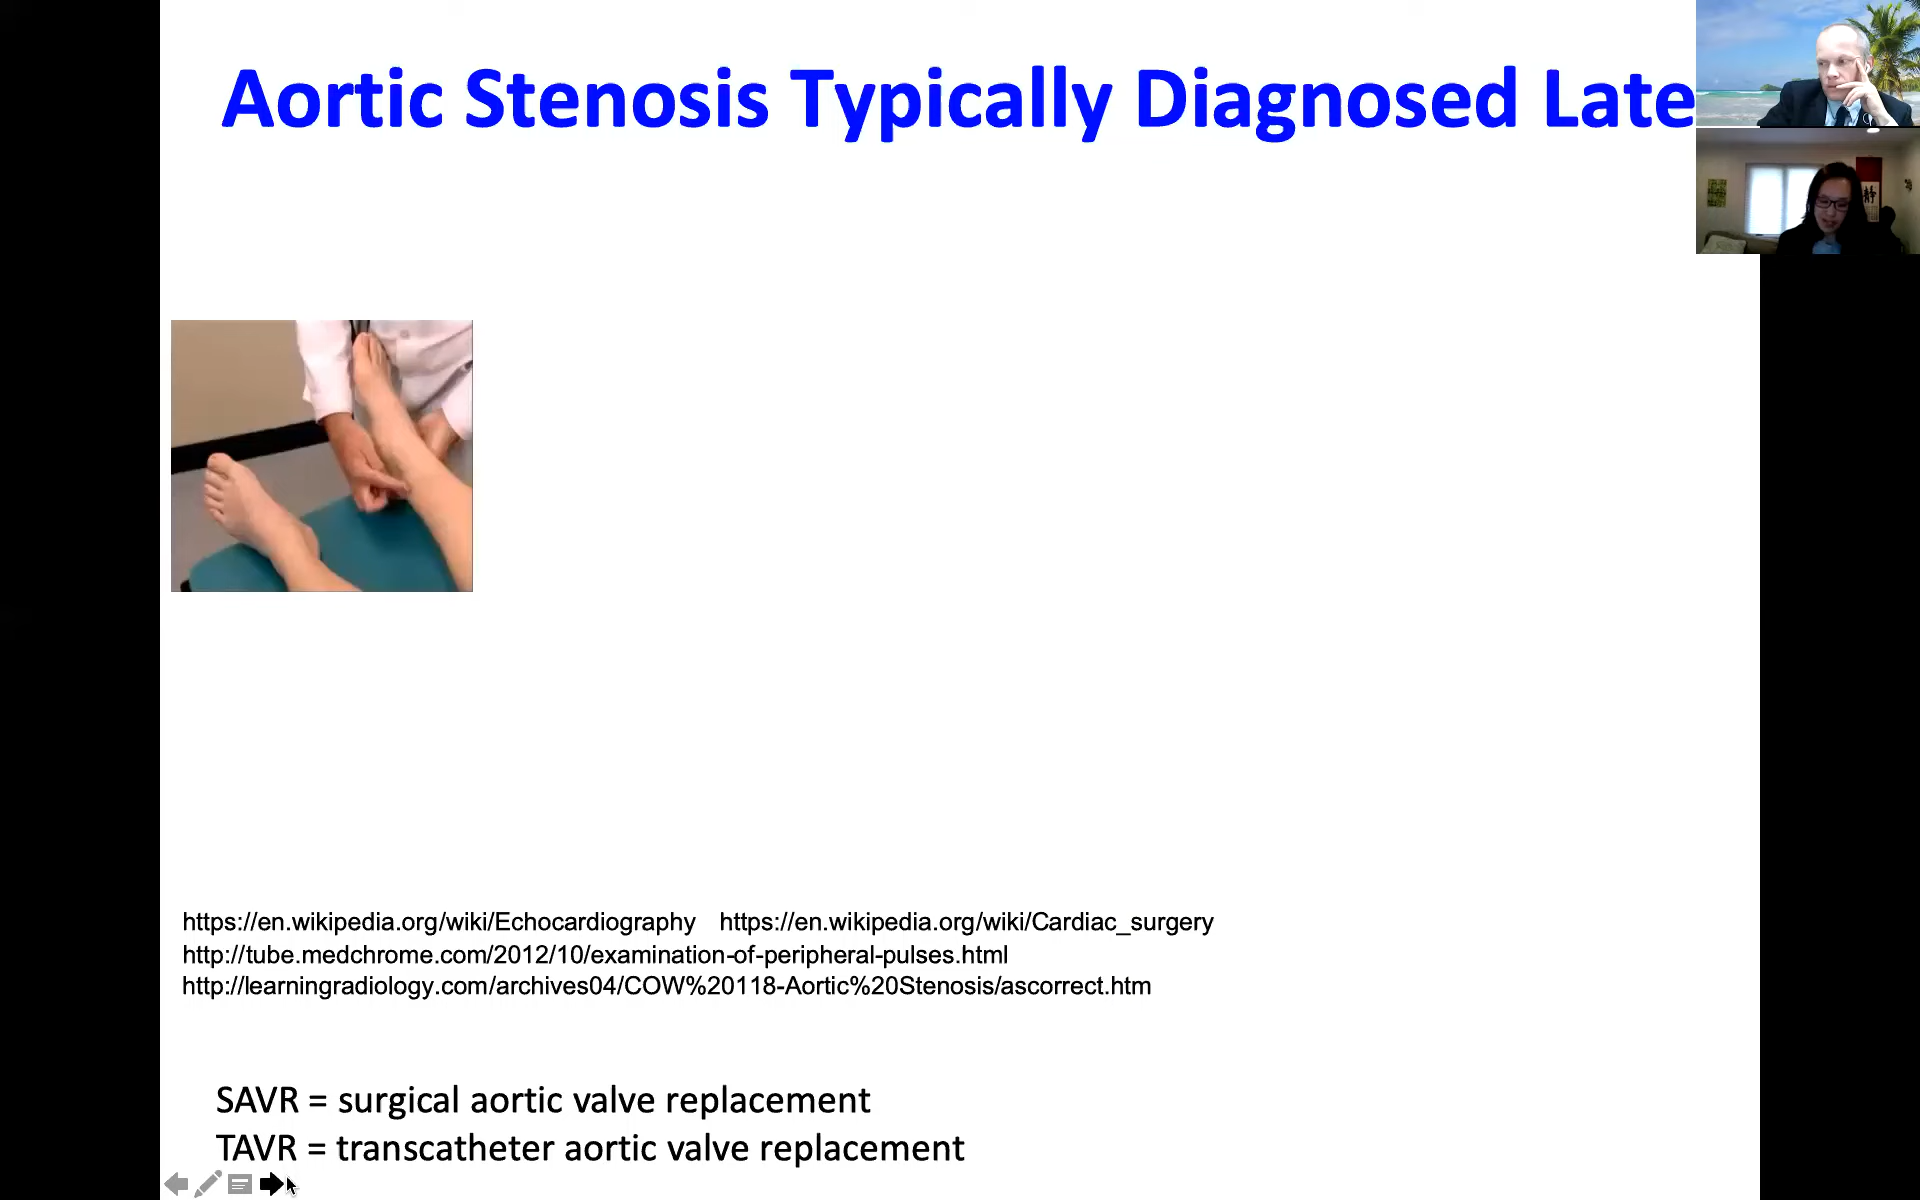 Aortic Stenosis Typically Diagnosed Late
静
https://en.wikipedia.org/wiki/Echocardiography https://en.wikipedia.org/wiki/Cardiac_surgery
http://tube.medchrome.com/2012/10/examination-of-peripheral-pulses.html
http://learningradiology.com/archives04/COW%20118-Aortic%20Stenosis/ascorrect.htm
SAVR = surgical aortic valve replacement
TAVR = transcatheter aortic valve replacement